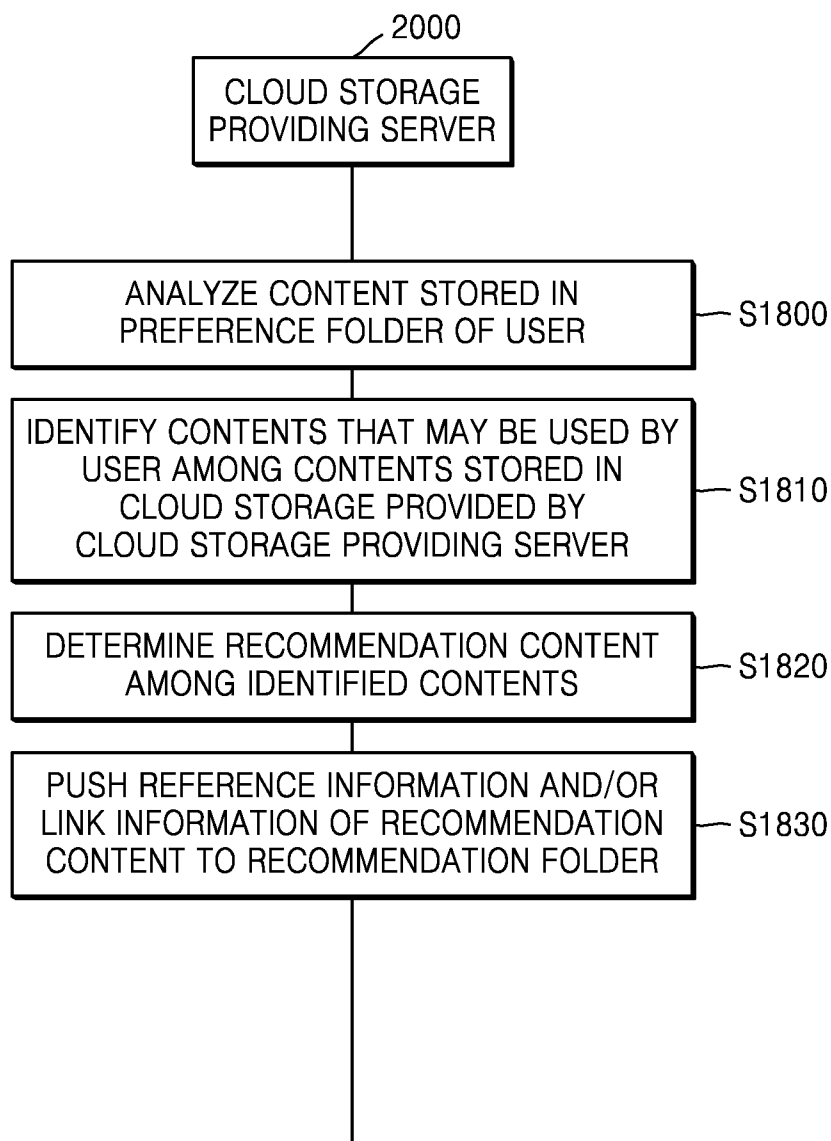 2000
CLOUD STORAGE
PROVIDING SERVER
ANALYZE CONTENT STORED IN
PREFERENCE FOLDER OF USER
S1800
IDENTIFY CONTENTS THAT MAY BE USED BY
USER AMONG CONTENTS STORED IN
CLOUD STORAGE PROVIDED BY
CLOUD STORAGE PROVIDING SERVER
S1810
DETERMINE RECOMMENDATION CONTENT
AMONG IDENTIFIED CONTENTS
S1820
PUSH REFERENCE INFORMATION AND/OR
LINK INFORMATION OF RECOMMENDATION
CONTENT TO RECOMMENDATION FOLDER
S1830